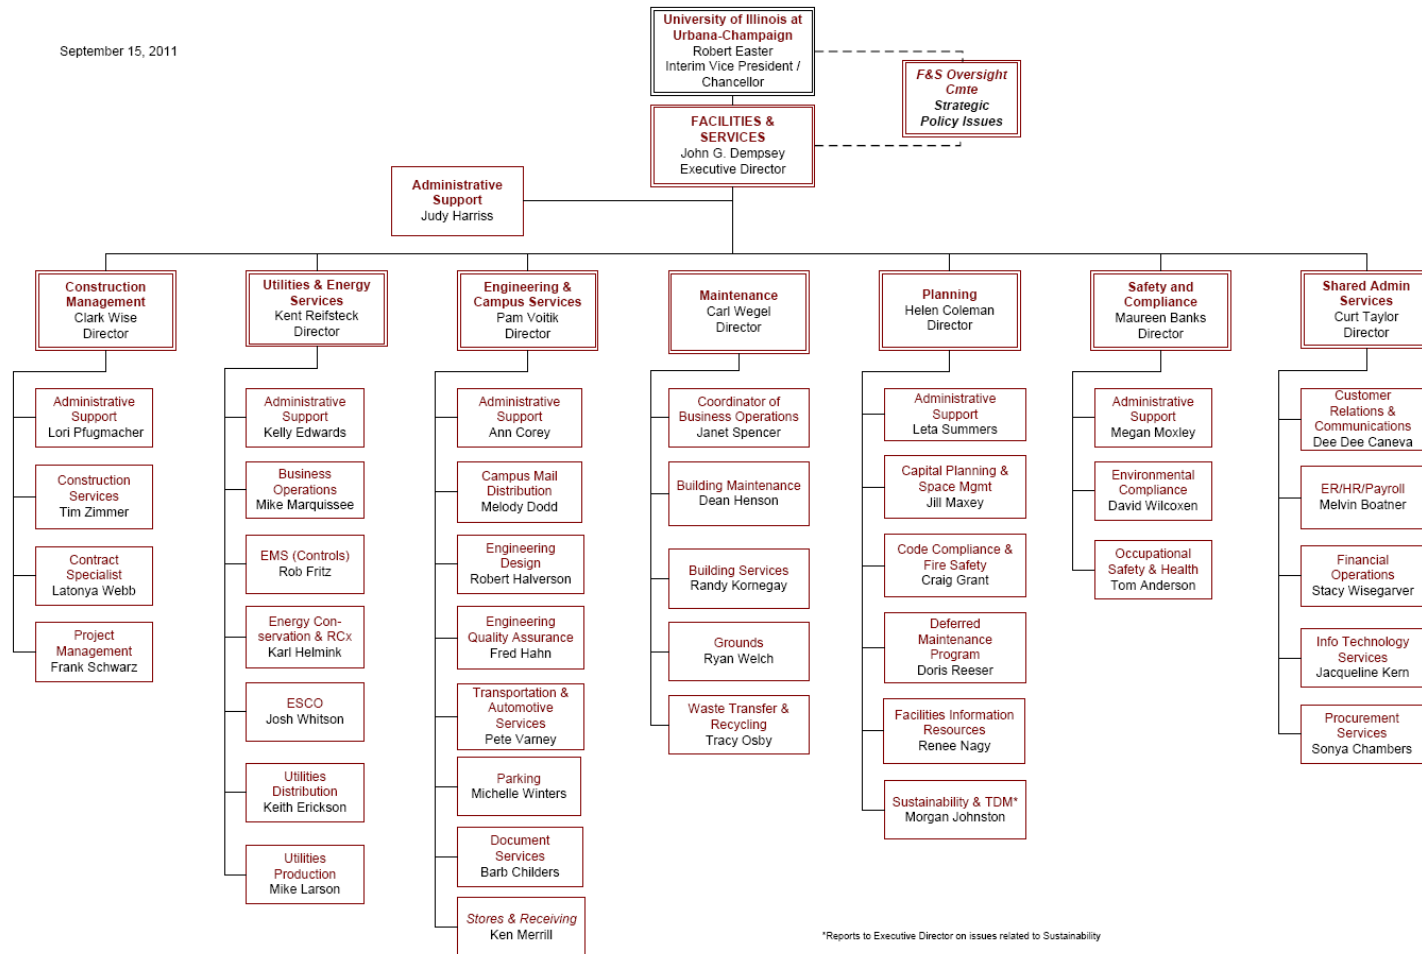 September 15, 2011
University of Illinois at
Urbana-Champaign
Robert Easter
Interim Vice President /
Chancellor
F&S Oversight
Cmte
Strategic
Policy Issues
FACILITIES &
SERVICES
John G. Dempsey
Executive Director
Administrative
Support
Judy Harriss
Construction
Management
Clark Wise
Director
Administrative
Support
Lori Pfugmacher
Construction
Services
Tim Zimmer
Contract
Specialist
Latonya Webb
Project
Management
Frank Schwarz
Utilities & Energy
Services
Kent Reifsteck
Director
Administrative
Support
Kelly Edwards
Business
Operations
Mike Marquissee
EMS (Controls)
Rob Fritz
Energy Con-
servation & RCx
Karl Helmink
ESCO
Josh Whitson
Utilities
Distribution
Keith Erickson
Utilities
Production
Mike Larson
Engineering &
Campus Services
Pam Voitik
Director
Administrative
Support
Ann Corey
Campus Mail
Distribution
Melody Dodd
Engineering
Design
Robert Halverson
Engineering
Quality Assurance
Fred Hahn
Transportation &
Automotive
Services
Pete Varney
Parking
Michelle Winters
Document
Services
Barb Childers
Stores & Receiving
Ken Merrill
Maintenance
Carl Wegel
Director
Coordinator of
Business Operations
Janet Spencer
Building Maintenance
Dean Henson
Building Services
Randy Kornegay
Grounds
Ryan Welch
Waste Transfer &
Recycling
Tracy Osby
Planning
Helen Coleman
Director
Administrative
Support
Leta Summers
Capital Planning &
Space Mgmt
Jill Maxey
Code Compliance &
Fire Safety
Craig Grant
Deferred
Maintenance
Program
Doris Reeser
Facilities Information
Resources
Renee Nagy
Sustainability & TDM*
Morgan Johnston
Safety and
Compliance
Maureen Banks
Director
Administrative
Support
Megan Moxley
Environmental
Compliance
David Wilcoxen
Occupational
Safety & Health
Tom Anderson
Shared Admin
Services
Curt Taylor
Director
Customer
Relations &
Communications
Dee Dee Caneva
ER/HR/Payroll
Melvin Boatner
Financial
Operations
Stacy Wisegarver
Info Technology
Services
Jacqueline Kern
Procurement
Services
Sonya Chambers
*Reports to Executive Director on issues related to Sustainability